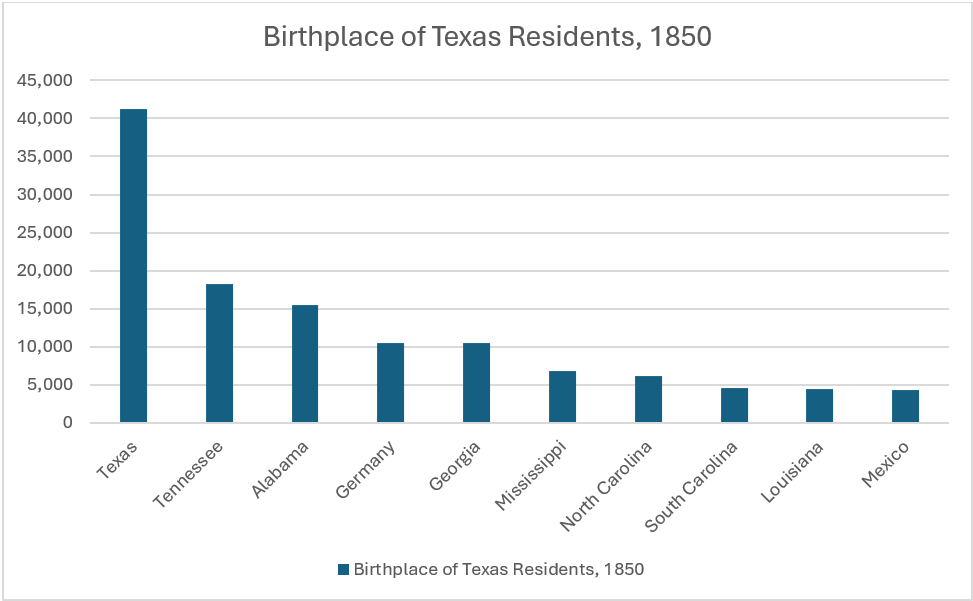 Birthplace of Texas Residents, 1850
45,000
40,000
35,000
30,000
25,000
20,000
15,000
10,000
5,000
0
Texas
Tennessee
Alabama
Germany
Georgia
Mississippi
North Carolina
South Carolina
Louisiana
Mexico
Birthplace of Texas Residents, 1850